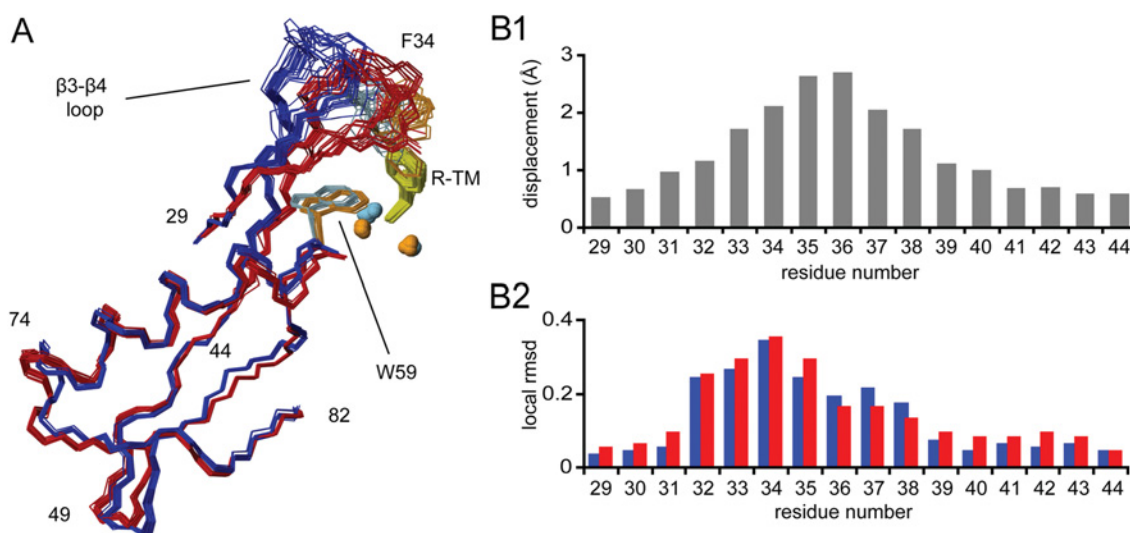 A
F34
β3-β4
loop
R-TM
29
74
44
W59
82
49
B1
displacement (Å)
3
2
1
0
29 30 31 32 33 34 35 36 37 38 39 40 41 42 43 44
residue number
B2
local rmsd
0.4
0.2
0
29 30 31 32 33 34 35 36 37 38 39 40 41 42 43 44
residue number